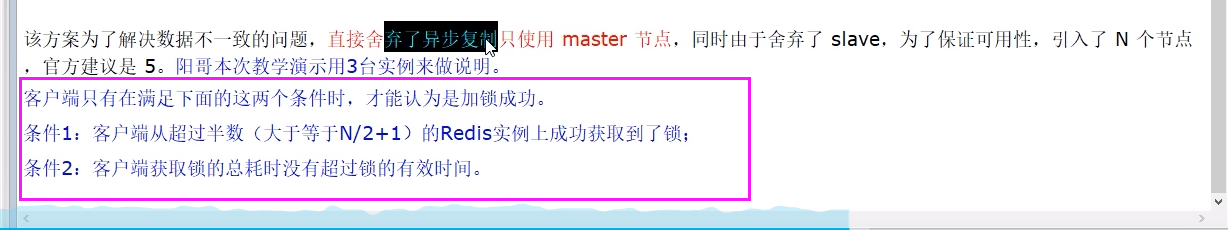 该方案为了解决数据不一致的问题，直接舍弃了异步复制只使用 master 节点，同时由于舍弃了 slave，为了保证可用性，引入了 N 个节点
，官方建议是 5。阳哥本次教学演示用3台实例来做说明。
客户端只有在满足下面的这两个条件时，才能认为是加锁成功。
条件1：客户端从超过半数（大于等于N/2+1）的Redis实例上成功获取到了锁；
条件2：客户端获取锁的总耗时没有超过锁的有效时间。